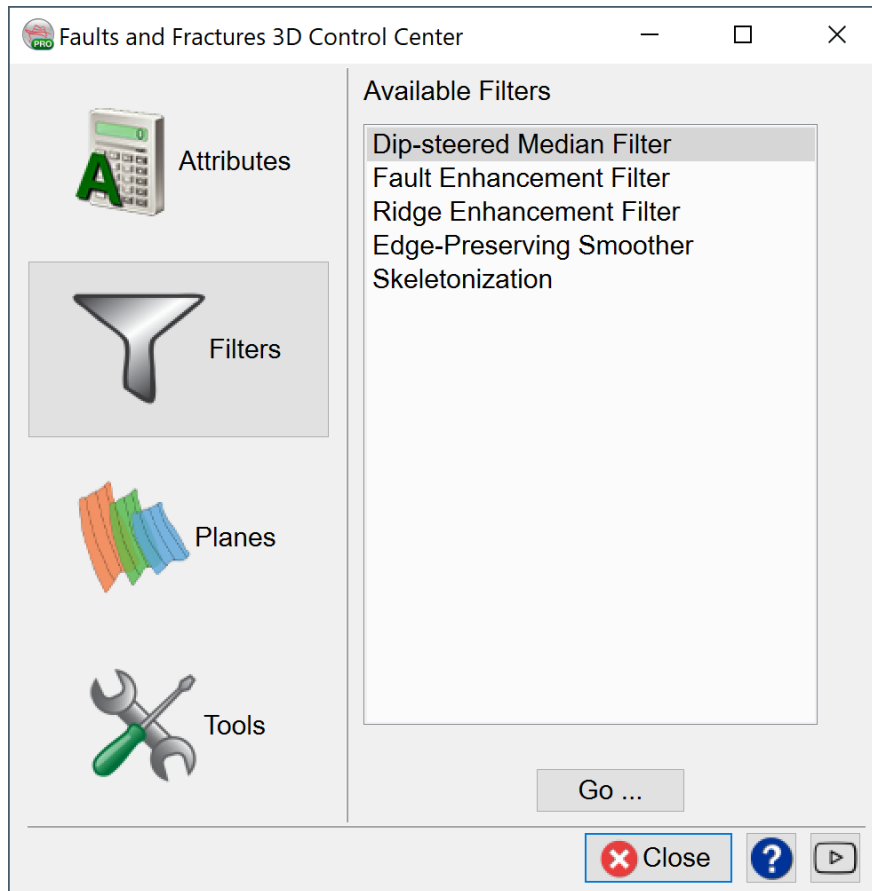 PRO
Faults and Fractures 3D Control Center
Attributes
Filters
Planes
Tools
Available Filters
Dip-steered Median Filter
Fault Enhancement Filter
Ridge Enhancement Filter
Edge-Preserving Smoother
Skeletonization
Go ...
Close
?